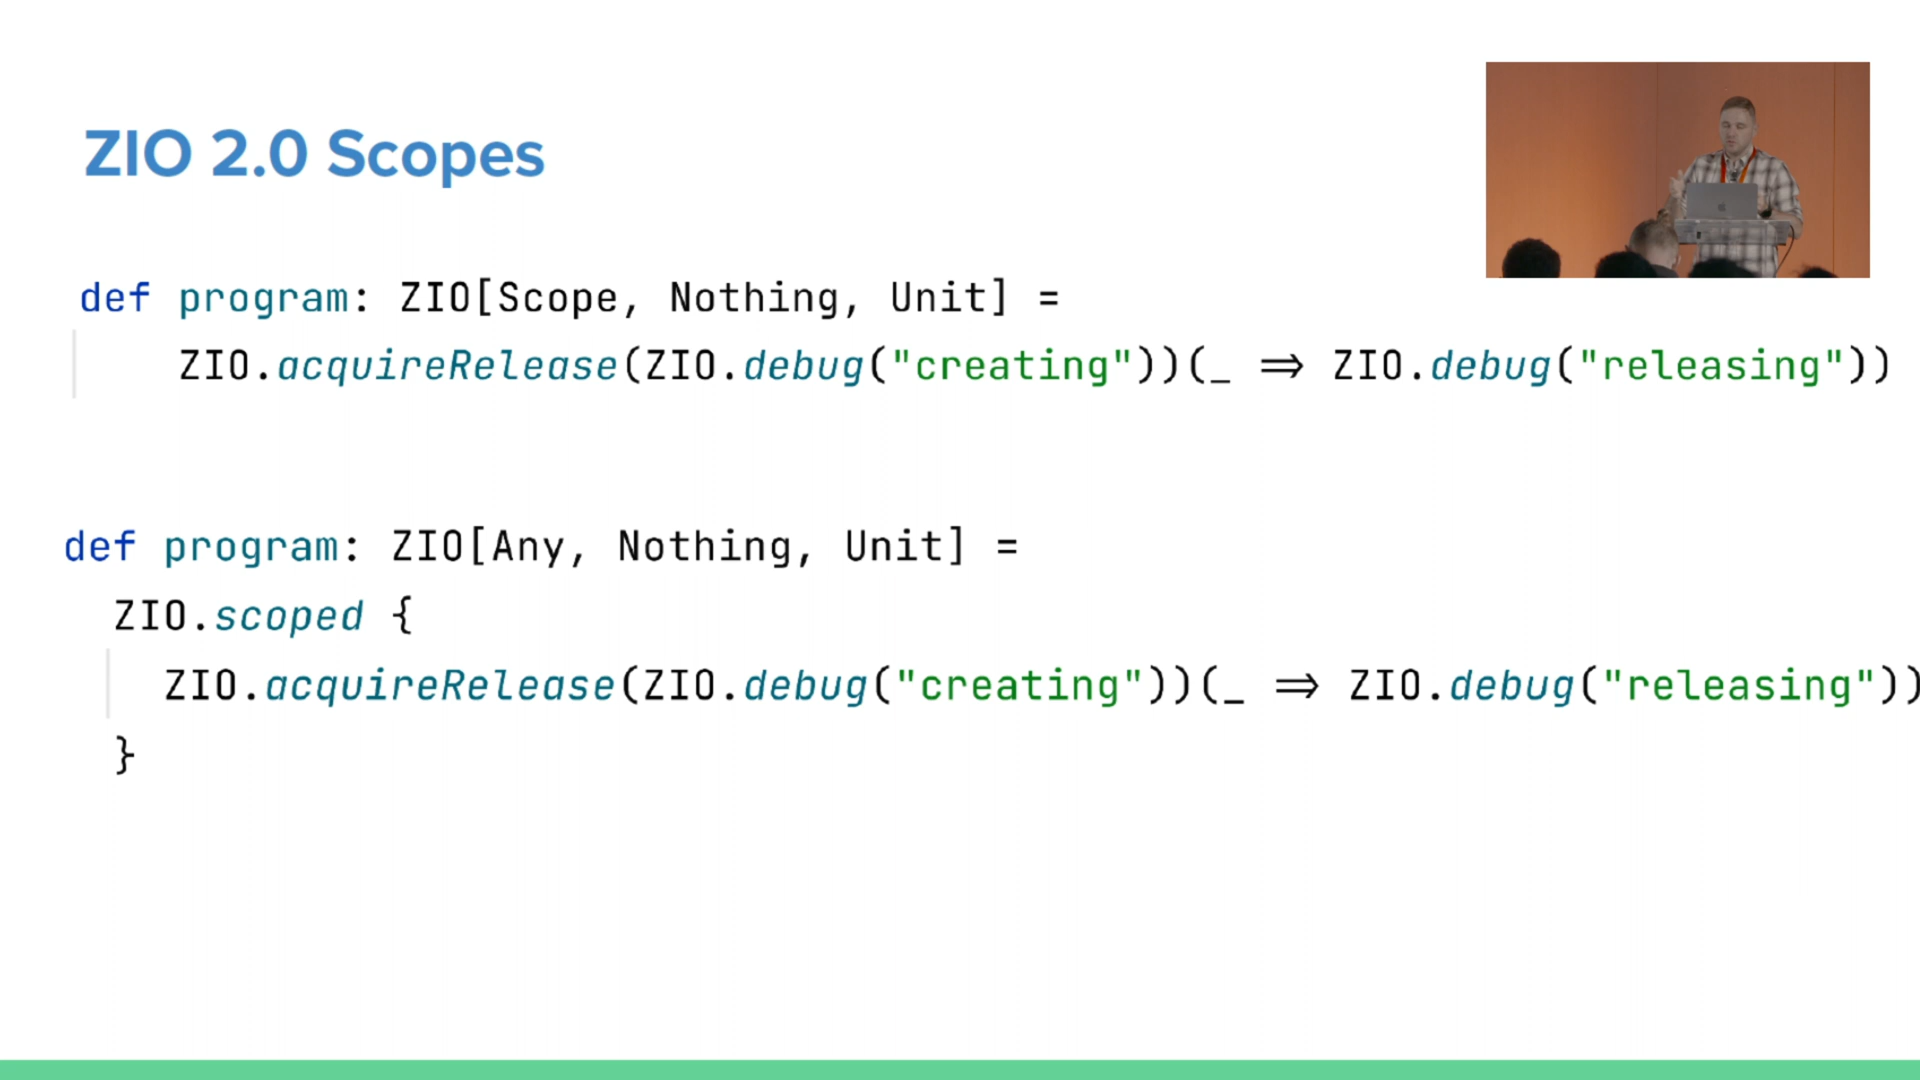 ZIO 2.0 Scopes
def program: ZIO[Scope, Nothing, Unit] =
ZIO.acquireRelease(ZIO.debug("creating"))(_ ⇒ ZIO.debug("releasing"))
def program: ZIO[Any, Nothing, Unit] =
ZIO.scoped {
ZIO.acquireRelease(ZIO.debug("creating"))(_ ⇒ ZIO.debug("releasing"))
}